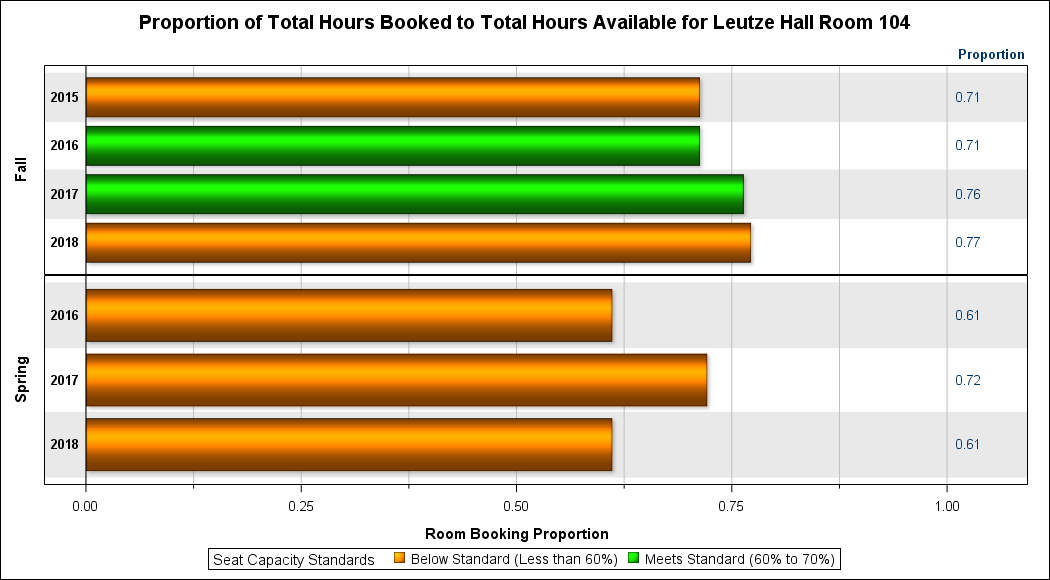 Proportion of Total Hours Booked to Total Hours Available for Leutze Hall Room 104
Proportion
Fall
2015 0.71
2016 0.71
2017 0.76
2018 0.77
Spring
2016 0.61
2017 0.72
2018 0.61
0.00 0.25 0.50 0.75 1.00
Room Booking Proportion
Seat Capacity Standards Below Standard (Less than 60%) Meets Standard (60% to 70%)